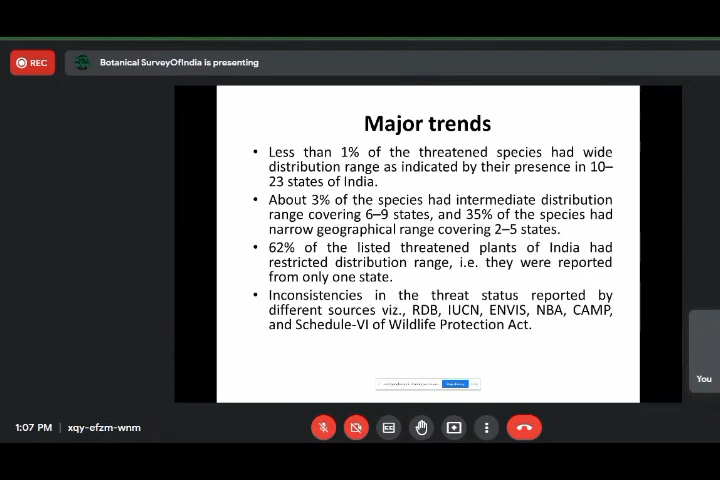 REC
Botanical SurveyOfIndia is presenting
Major trends
• Less than 1% of the threatened species had wide
distribution range as indicated by their presence in 10–
23 states of India.
• About 3% of the species had intermediate distribution
range covering 6–9 states, and 35% of the species had
narrow geographical range covering 2–5 states.
• 62% of the listed threatened plants of India had
restricted distribution range, i.e. they were reported
from only one state.
• Inconsistencies in the threat status reported by
different sources viz., RDB, IUCN, ENVIS, NBA, CAMP,
and Schedule-VI of Wildlife Protection Act.
You
1:07 PM | xqy-efzm-wnm